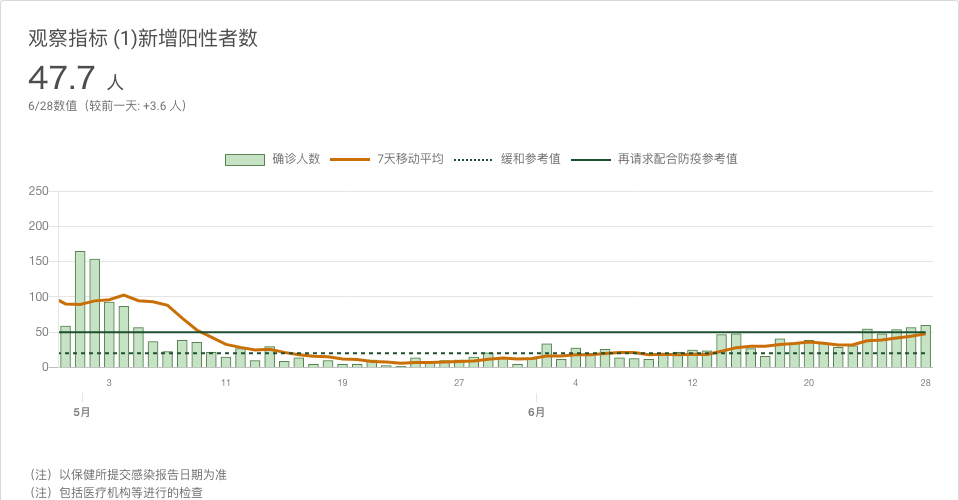 观察指标 (1)新增阳性者数
47.7 人
6/28数值（较前一天: +3.6 人）
确诊人数 7天移动平均 缓和参考值 再请求配合防疫参考值
250
200
150
100
50
0
3 11 19 27 4 12 20 28
5月 6月
（注）以保健所提交感染报告日期为准
（注）包括医疗机构等进行的检查